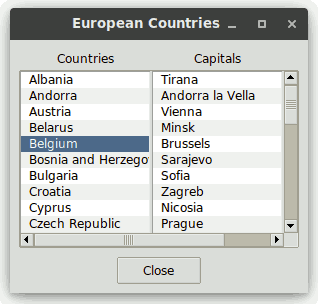 European Countries
Countries Capitals
Albania Tirana
Andorra Andorra la Vella
Austria Vienna
Belarus Minsk
Belgium Brussels
Bosnia and Herzego Sarajevo
Bulgaria Sofia
Croatia Zagreb
Cyprus Nicosia
Czech Republic Prague
Close